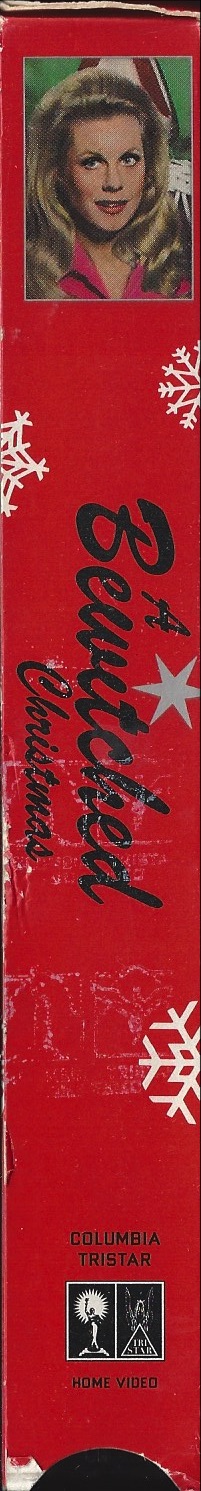 A
Bewitched
Christmas
COLUMBIA
TRISTAR
TRI
STAR
HOME VIDEO